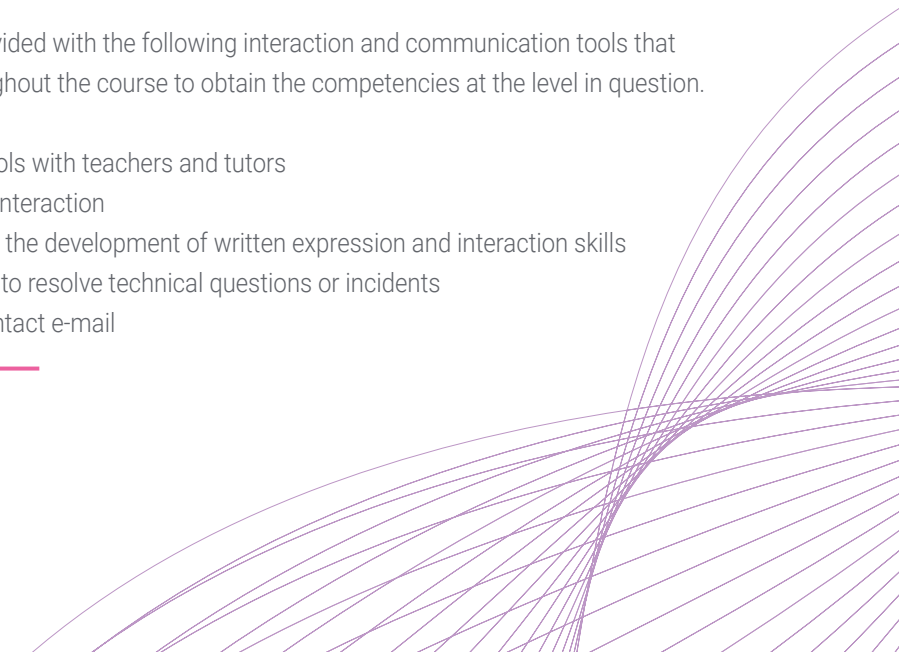 vided with the following interaction and communication tools that
ghout the course to obtain the competencies at the level in question.
ols with teachers and tutors
nteraction
the development of written expression and interaction skills
to resolve technical questions or incidents
ntact e-mail